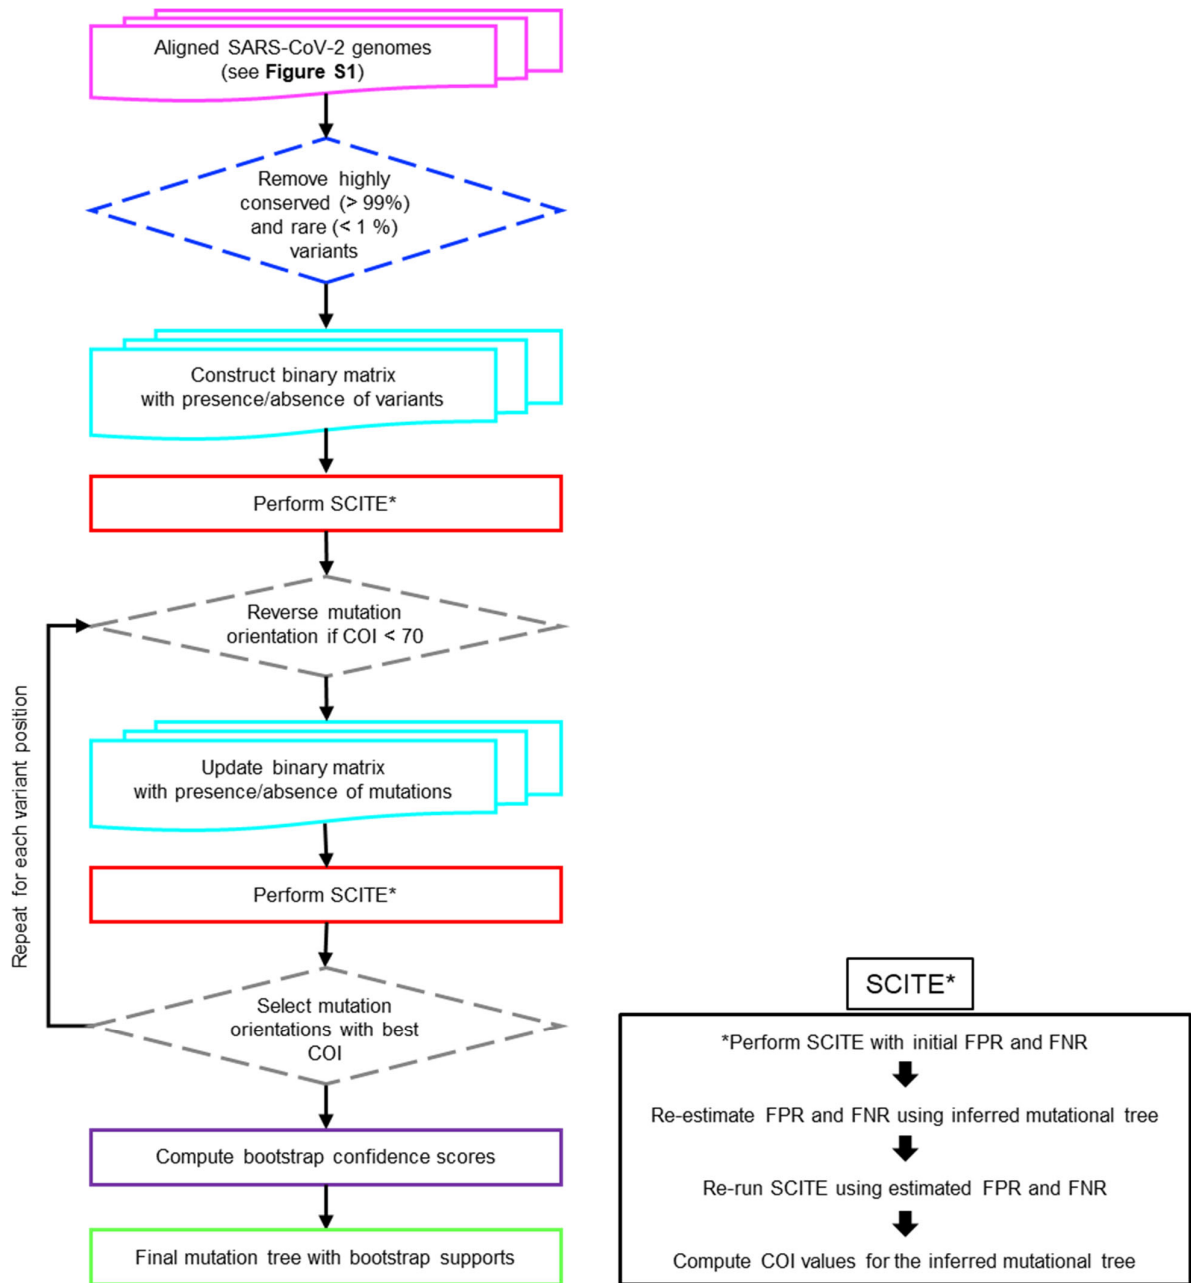 Aligned SARS-CoV-2 genomes
(see Figure S1)
Remove highly
conserved (> 99%)
and rare (< 1 %)
variants
Construct binary matrix
with presence/absence of variants
Perform SCITE*
Reverse mutation
orientation if COI < 70
Repeat for each variant position
Update binary matrix
with presence/absence of mutations
Perform SCITE*
Select mutation
orientations with best
COI
Compute bootstrap confidence scores
Final mutation tree with bootstrap supports
SCITE*
*Perform SCITE with initial FPR and FNR
Re-estimate FPR and FNR using inferred mutational tree
Re-run SCITE using estimated FPR and FNR
Compute COI values for the inferred mutational tree